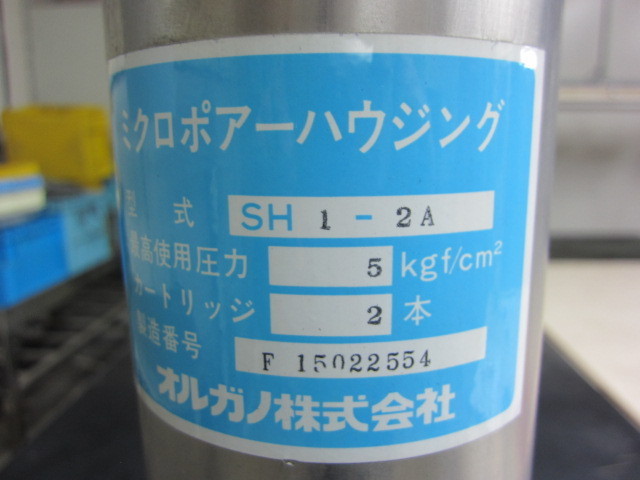 ミクロポアーハウジング
型式 SH 1 - 2A
最高使用圧力 5 kgf/cm²
カートリッジ 2 本
製造番号 F 15022554
オルガノ株式会社